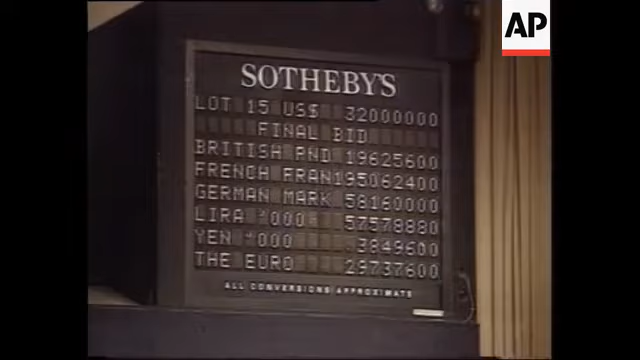 AP
SOTHEBY'S
LOT 15 US$ 32000000
FINAL BID
BRITISH PND 19625600
FRENCH FRAN195062400
GERMAN MARK 58160000
LIRA "000 57578880
YEN "000 3849600
THE EURO 29737600
ALL CONVERSIONS APPROXIMATE